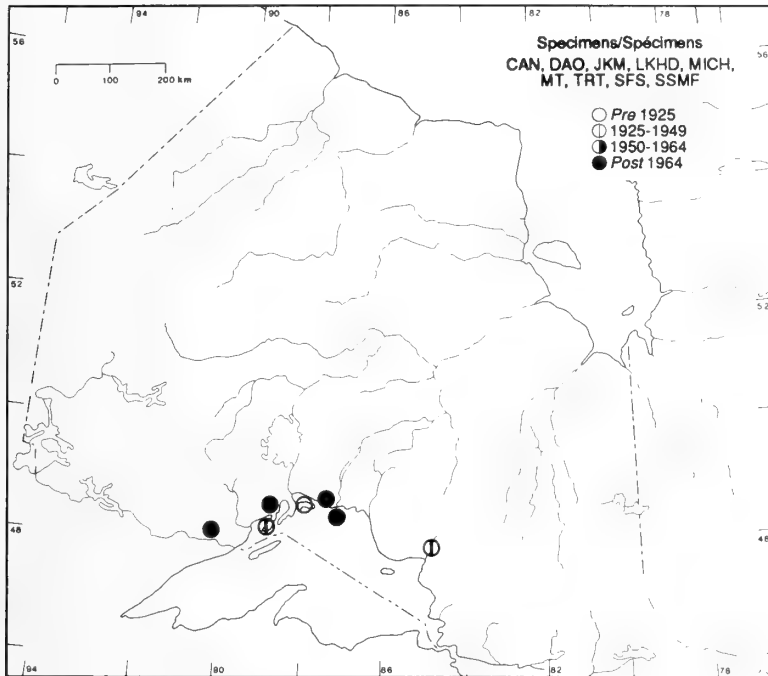 94 90 86 82 78
56
Specimens/Spécimens
CAN, DAO, JKM, LKHD, MICH,
MT, TRT, SFS, SSMF
0 100 200 km
Pre 1925
1925-1949
1950-1964
Post 1964
52 52
48 48
94 90 86 82 78